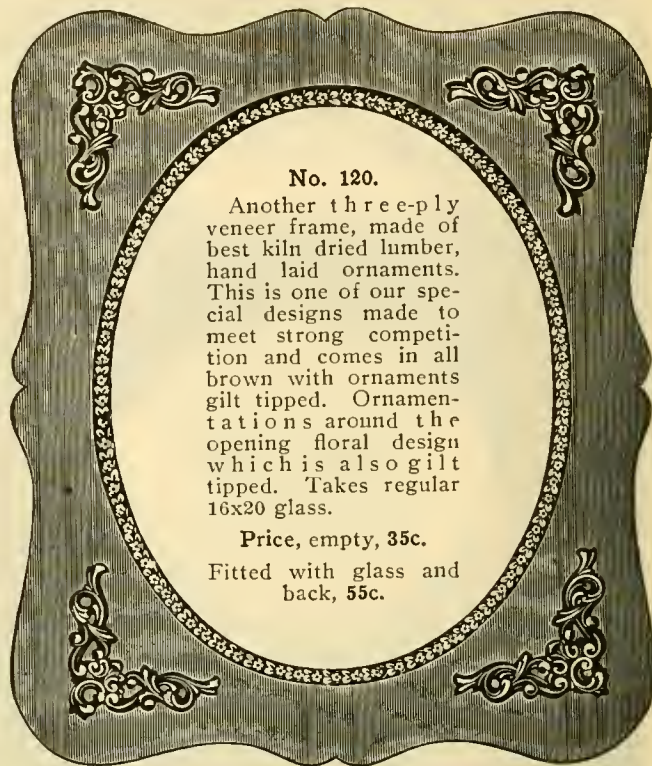 No. 120.
Another three-ply
veneer frame, made of
best kiln dried lumber,
hand laid ornaments.
This is one of our spe-
cial designs made to
meet strong competi-
tion and comes in all
brown with ornaments
gilt tipped. Ornamen-
tations around the
opening floral design
which is also gilt
tipped. Takes regular
16x20 glass.
Price, empty, 35c.
Fitted with glass and
back, 55c.